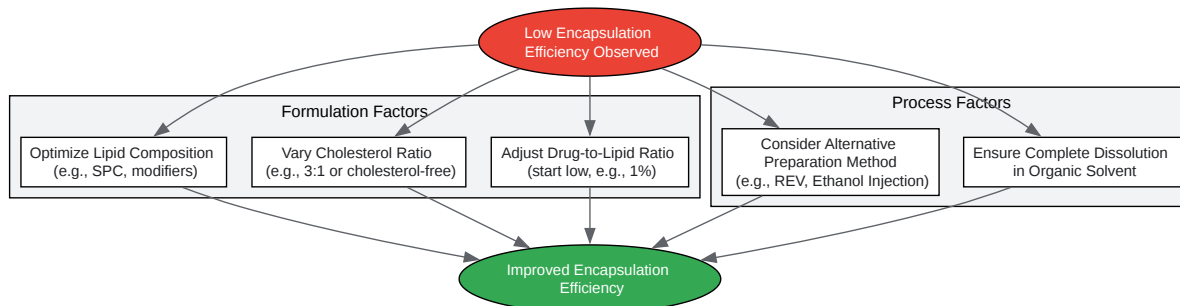 Low Encapsulation
Efficiency Observed
Formulation Factors
Process Factors
Optimize Lipid Composition
(e.g., SPC, modifiers)
Vary Cholesterol Ratio
(e.g., 3:1 or cholesterol-free)
Adjust Drug-to-Lipid Ratio
(start low, e.g., 1%)
Consider Alternative
Preparation Method
(e.g., REV, Ethanol Injection)
Ensure Complete Dissolution
in Organic Solvent
Improved Encapsulation
Efficiency